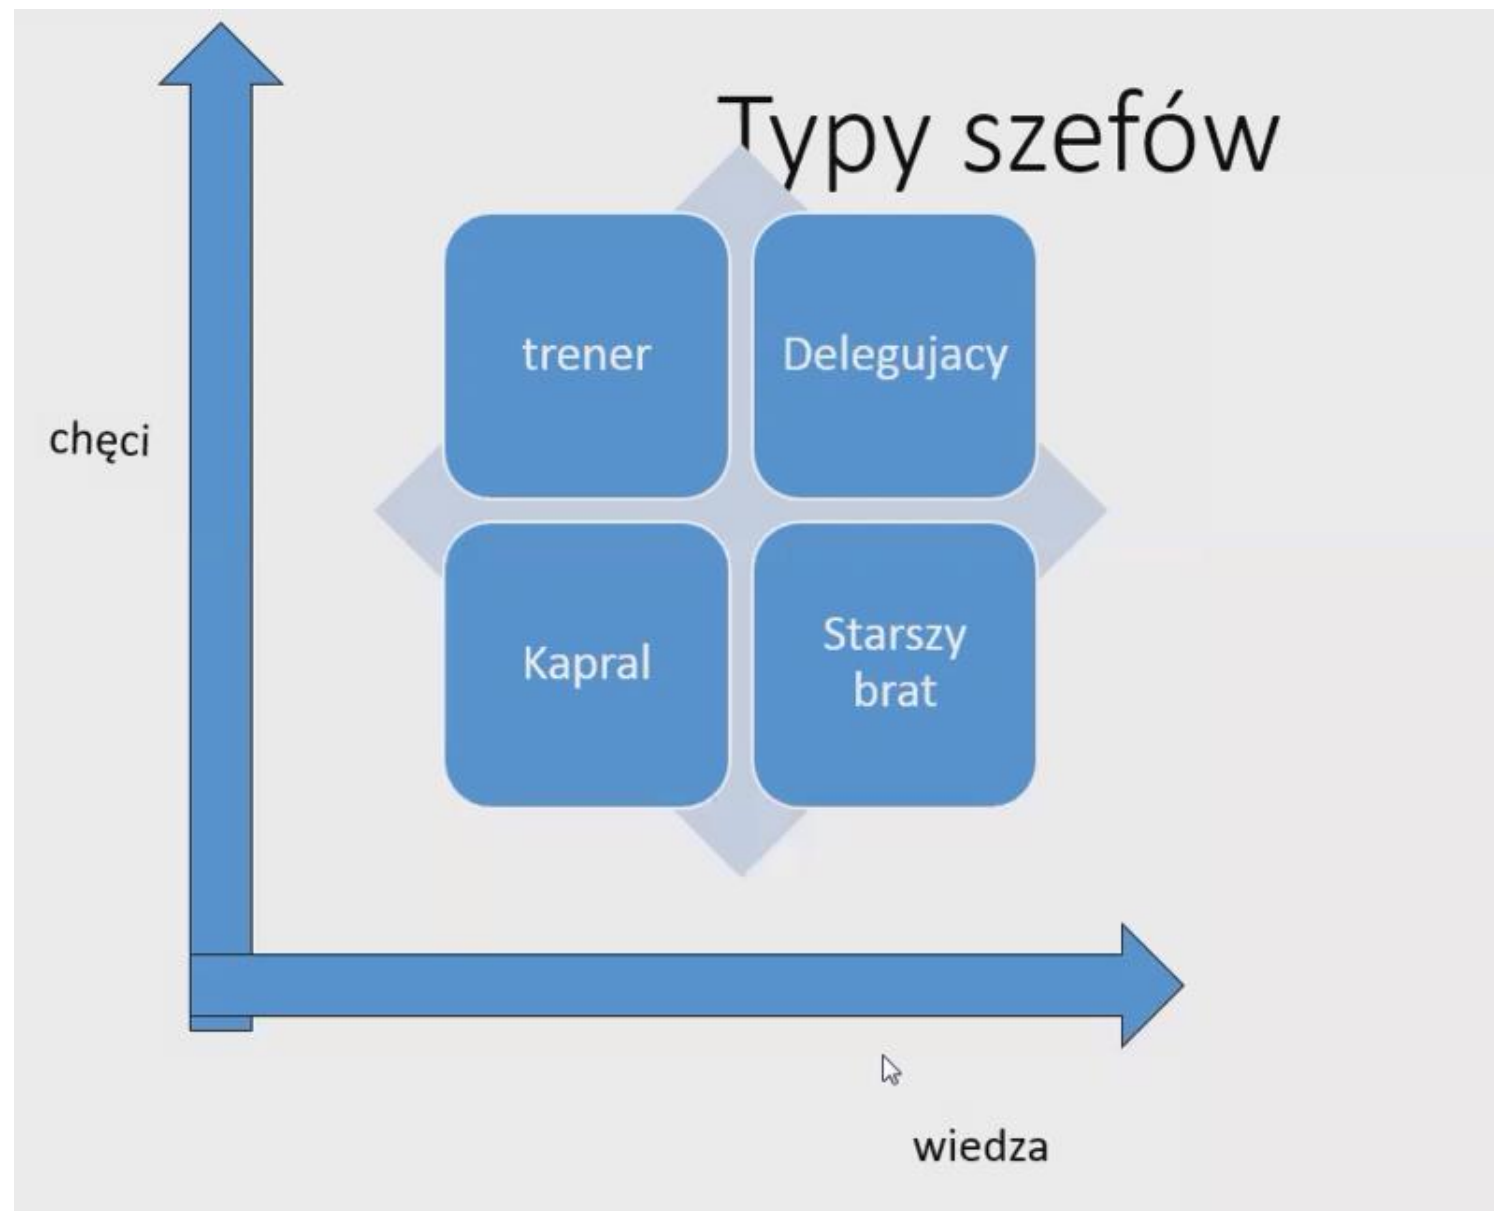 Typy szefów
trener
Delegujacy
chęci
Kapral
Starszy
brat
wiedza